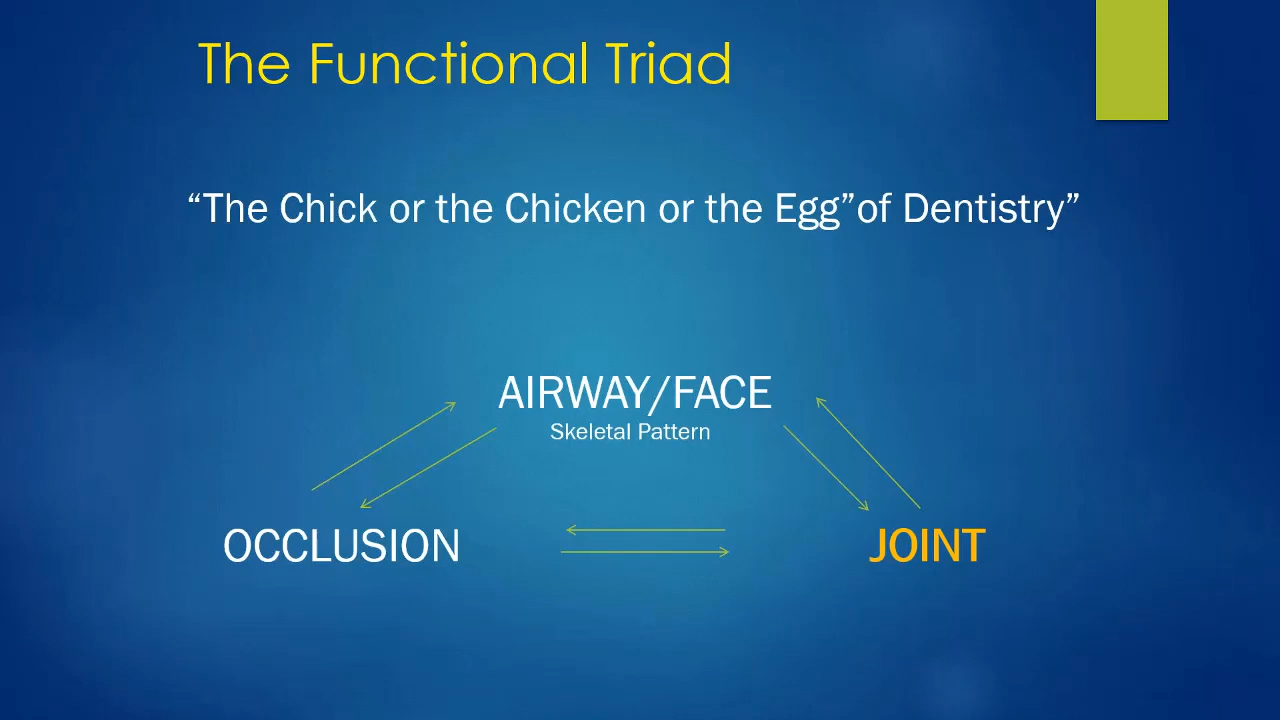 The Functional Triad
“The Chick or the Chicken or the Egg”of Dentistry”
AIRWAY/FACE
Skeletal Pattern
OCCLUSION
JOINT